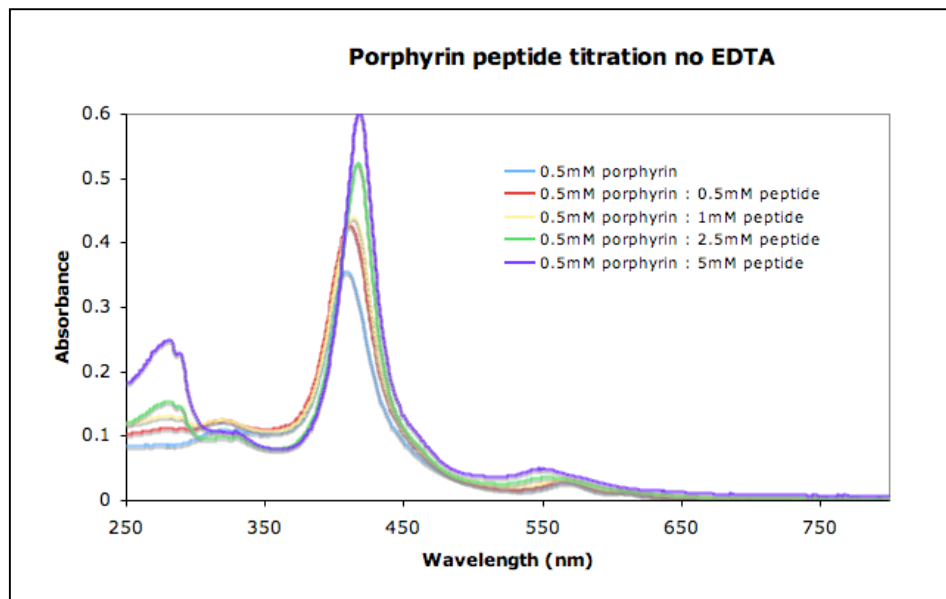 Porphyrin peptide titration no EDTA
0.6
0.5
0.4
0.3
0.2
0.1
0
Absorbance
0.5mM porphyrin
0.5mM porphyrin : 0.5mM peptide
0.5mM porphyrin : 1mM peptide
0.5mM porphyrin : 2.5mM peptide
0.5mM porphyrin : 5mM peptide
250 350 450 550 650 750
Wavelength (nm)